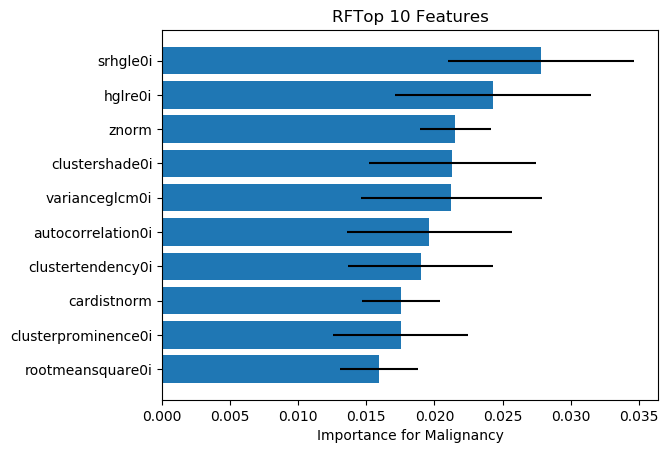 RFTop 10 Features
srhgle0i
hglre0i
znorm
clustershade0i
varianceglcm0i
autocorrelation0i
clustertendency0i
cardistnorm
clusterprominence0i
rootmeansquare0i
0.000 0.005 0.010 0.015 0.020 0.025 0.030 0.035
Importance for Malignancy